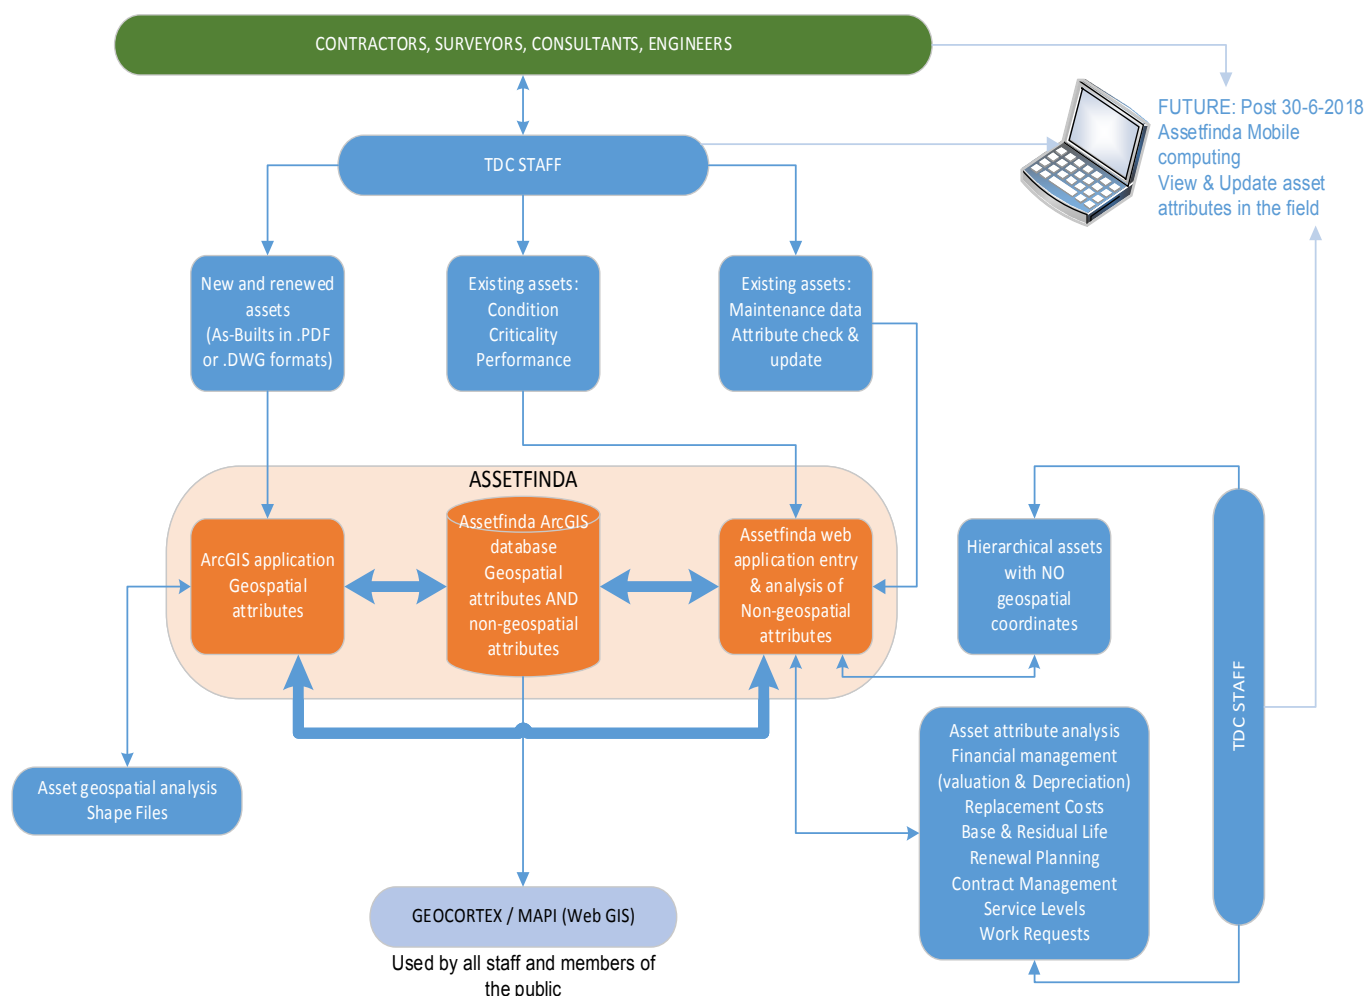 CONTRACTORS, SURVEYORS, CONSULTANTS, ENGINEERS
FUTURE: Post 30-6-2018
Assetfinda Mobile
computing
View & Update asset
attributes in the field
TDC STAFF
New and renewed
assets
(As-Builts in .PDF
or .DWG formats)
Existing assets:
Condition
Criticality
Performance
Existing assets:
Maintenance data
Attribute check &
update
ASSETFINDA
ArcGIS application
Geospatial
attributes
Assetfinda ArcGIS
database
Geospatial
attributes AND
non-geospatial
attributes
Assetfinda web
application entry
& analysis of
Non-geospatial
attributes
Hierarchical assets
with NO
geospatial
coordinates
TDC STAFF
Asset geospatial analysis
Shape Files
Asset attribute analysis
Financial management
(valuation & Depreciation)
Replacement Costs
Base & Residual Life
Renewal Planning
Contract Management
Service Levels
Work Requests
GEOCORTEX / MAPI (Web GIS)
Used by all staff and members of
the public